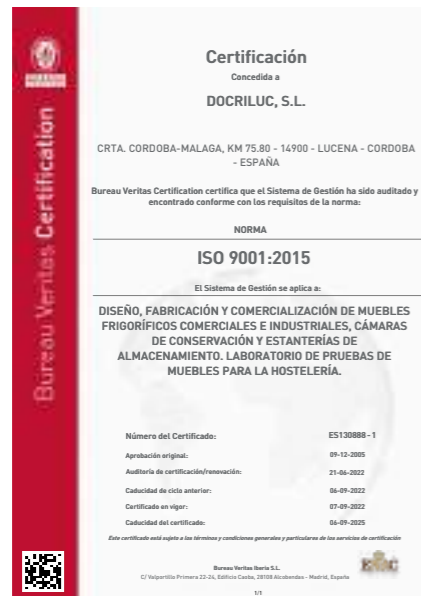 Certificación
Concedida a
DOCRILUC, S.L.
CRTA. CORDOBA-MALAGA, KM 75.80 - 14900 - LUCENA - CORDOBA
- ESPAÑA
Bureau Veritas Certification certifica que el Sistema de Gestión ha sido auditado y
encontrado conforme con los requisitos de la norma:
NORMA
ISO 9001:2015
El Sistema de Gestión se aplica a:
DISEÑO, FABRICACIÓN Y COMERCIALIZACIÓN DE MUEBLES
FRIGORÍFICOS COMERCIALES E INDUSTRIALES, CÁMARAS
DE CONSERVACIÓN Y ESTANTERÍAS DE
ALMACENAMIENTO. LABORATORIO DE PRUEBAS DE
MUEBLES PARA LA HOSTELERÍA.
Número del Certificado: ES130888-1
Aprobación original: 09-12-2005
Auditoría de certificación/renovación: 21-06-2022
Caducidad de ciclo anterior: 06-09-2022
Certificado en vigor: 07-09-2022
Caducidad del certificado: 06-09-2025
Este certificado está sujeto a los términos y condiciones generales y particulares de los servicios de certificación
Bureau Veritas Iberia S.L.
C/ Valportillo Primera 22-24, Edificio Caoba, 28108 Alcobendas - Madrid, España
1/1
Bureau Veritas Certification